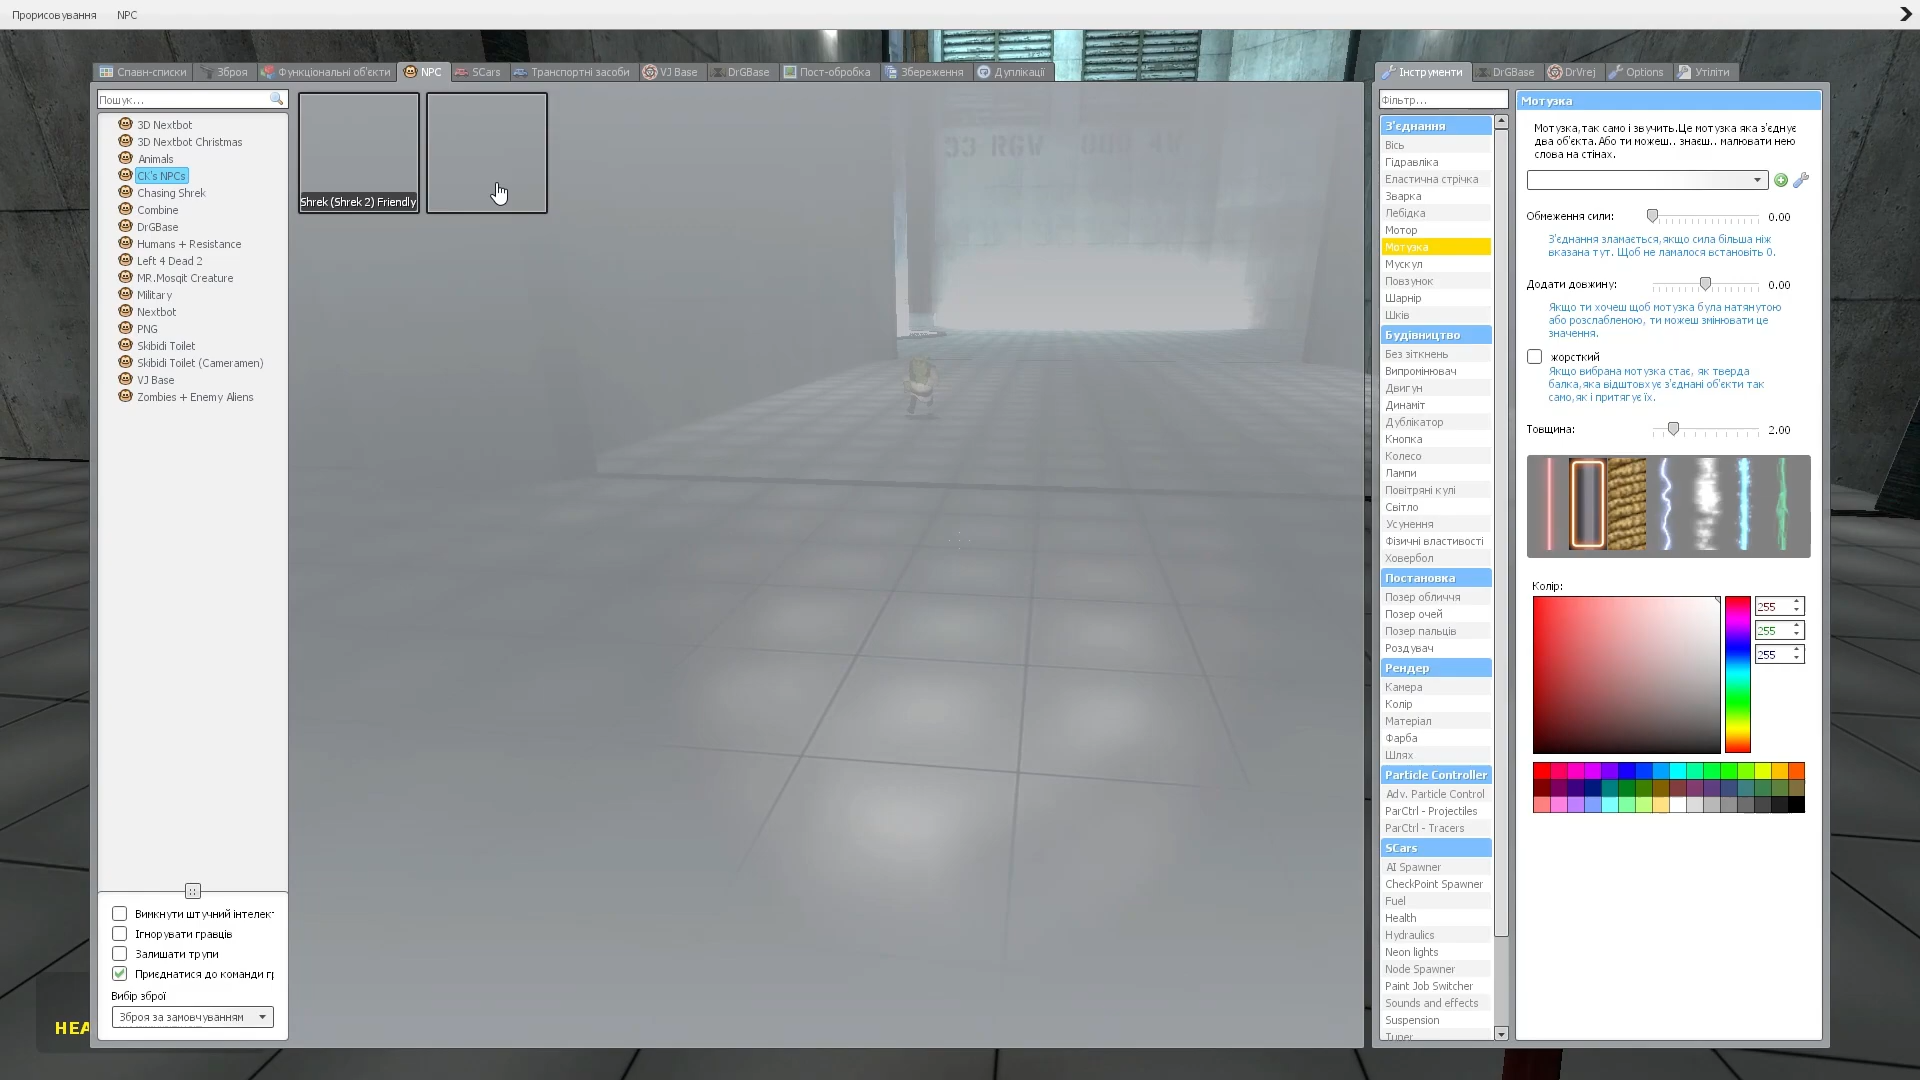 Прорисовування NPC
Спавн-списки Зброя Функціональні об'єкти NPC SCars Транспортні засоби VJ Base DrGBase Пост-обробка Збереження Дуплікації
Пошук...
3D Nextbot
3D Nextbot Christmas
Animals
CK's NPCs
Chasing Shrek
Combine
DrGBase
Humans + Resistance
Left 4 Dead 2
MR.Mosqit Creature
Military
Nextbot
PNG
Skibidi Toilet
Skibidi Toilet (Cameramen)
VJ Base
Zombies + Enemy Aliens
Вимкнути штучний інтелект
Ігнорувати гравців
Залишати трупи
Приєднатися до команди гр
Вибір зброї
Зброя за замовчуванням
HEA
Shrek (Shrek 2) Friendly
Інструменти DrGBase DrVrej Options Утіліти
Фільтр...
З'єднання
Вісь
Гідравліка
Еластична стрічка
Зварка
Лебідка
Мотор
Мотузка
Мускул
Повзунок
Шарнір
Шків
Будівництво
Без зіткнень
Випромінювач
Двигун
Динаміт
Дублікатор
Кнопка
Колесо
Лампи
Повітряні кулі
Світло
Усунення
Фізичні властивості
Ховербол
Постановка
Позер обличчя
Позер очей
Позер пальців
Роздувач
Рендер
Камера
Колір
Матеріал
Фарба
Шлях
Particle Controller
Adv. Particle Control
ParCtrl - Projectiles
ParCtrl - Tracers
SCars
AI Spawner
CheckPoint Spawner
Fuel
Health
Hydraulics
Neon lights
Node Spawner
Paint Job Switcher
Sounds and effects
Suspension
Tuner
Мотузка
Мотузка,так само і звучить.Це мотузка яка з'єднує
два об'єкта.Або ти можеш.. знаєш.. малювати нею
слова на стінах.
Обмеження сили: 0.00
З'єднання зламається,якщо сила більша ніж
вказана тут. Щоб не ламалося встановіть 0.
Додати довжину: 0.00
Якщо ти хочеш щоб мотузка була натянутою
або розслабленою, ти можеш змінювати це
значення.
жорсткий
Якщо вибрана мотузка стає, як тверда
балка,яка відштовхує з'єднані об'єкти так
само,як і притягує їх.
Товщина: 2.00
Колір:
255
255
255